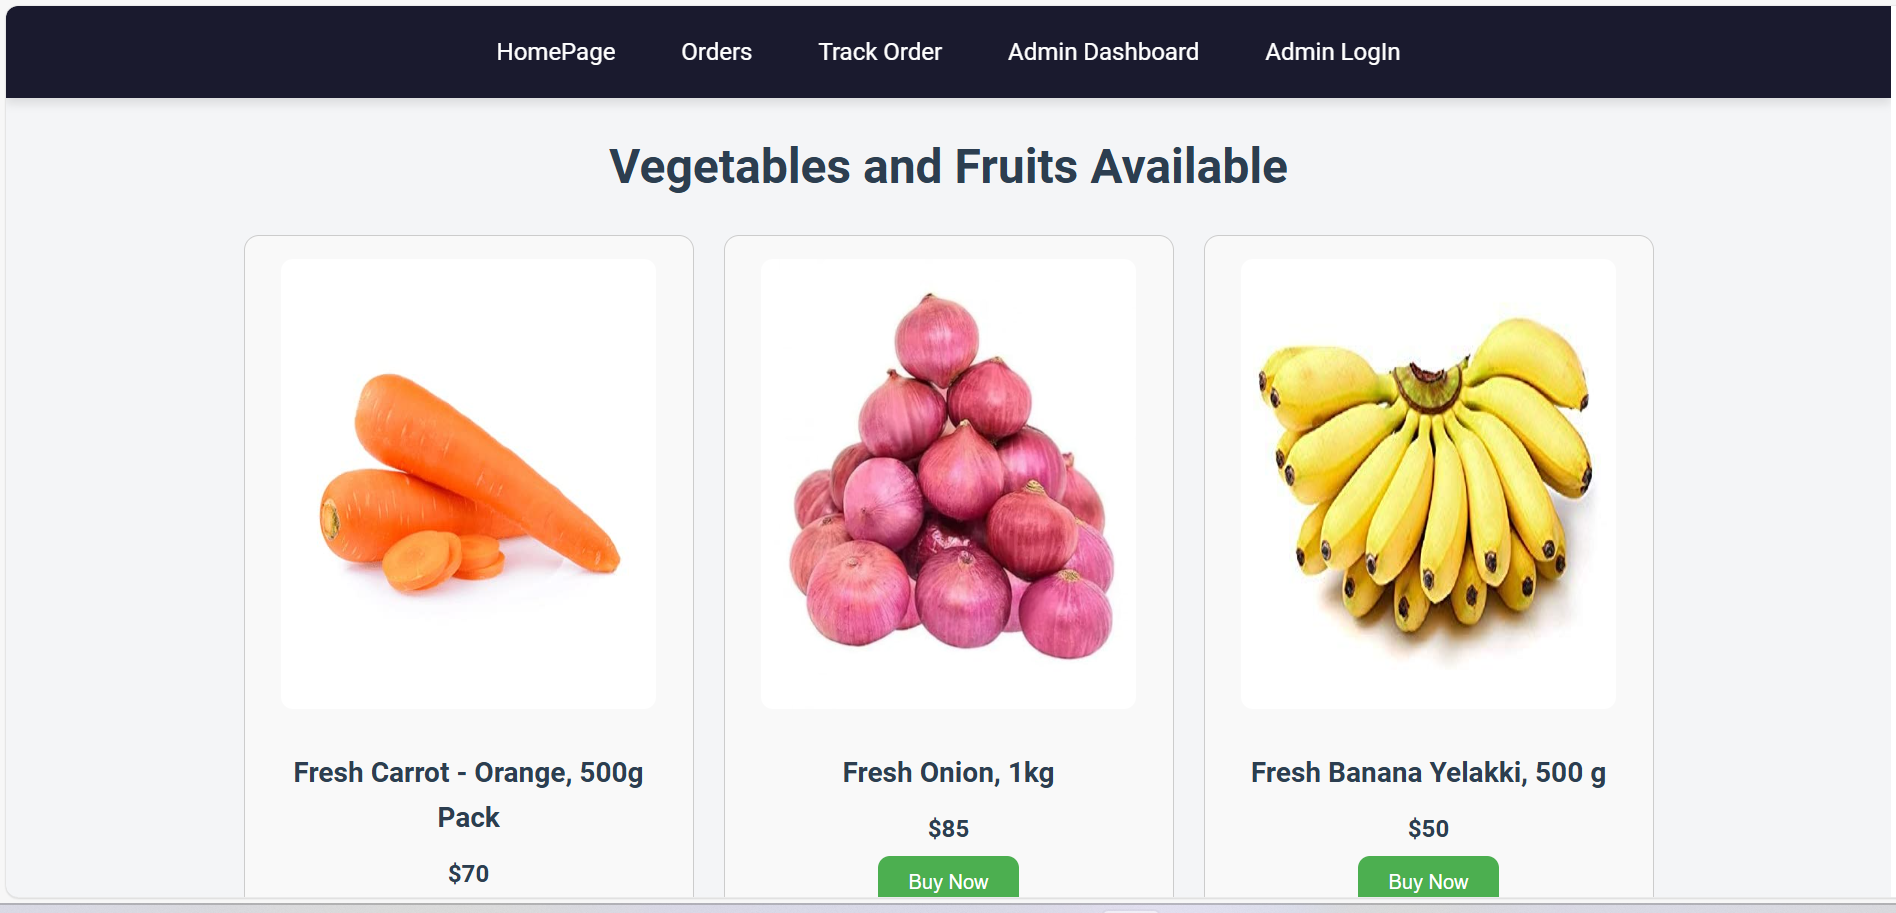 HomePage Orders Track Order Admin Dashboard Admin LogIn
Vegetables and Fruits Available
Fresh Carrot - Orange, 500g
Pack
$70
Fresh Onion, 1kg
$85
Buy Now
Fresh Banana Yelakki, 500 g
$50
Buy Now